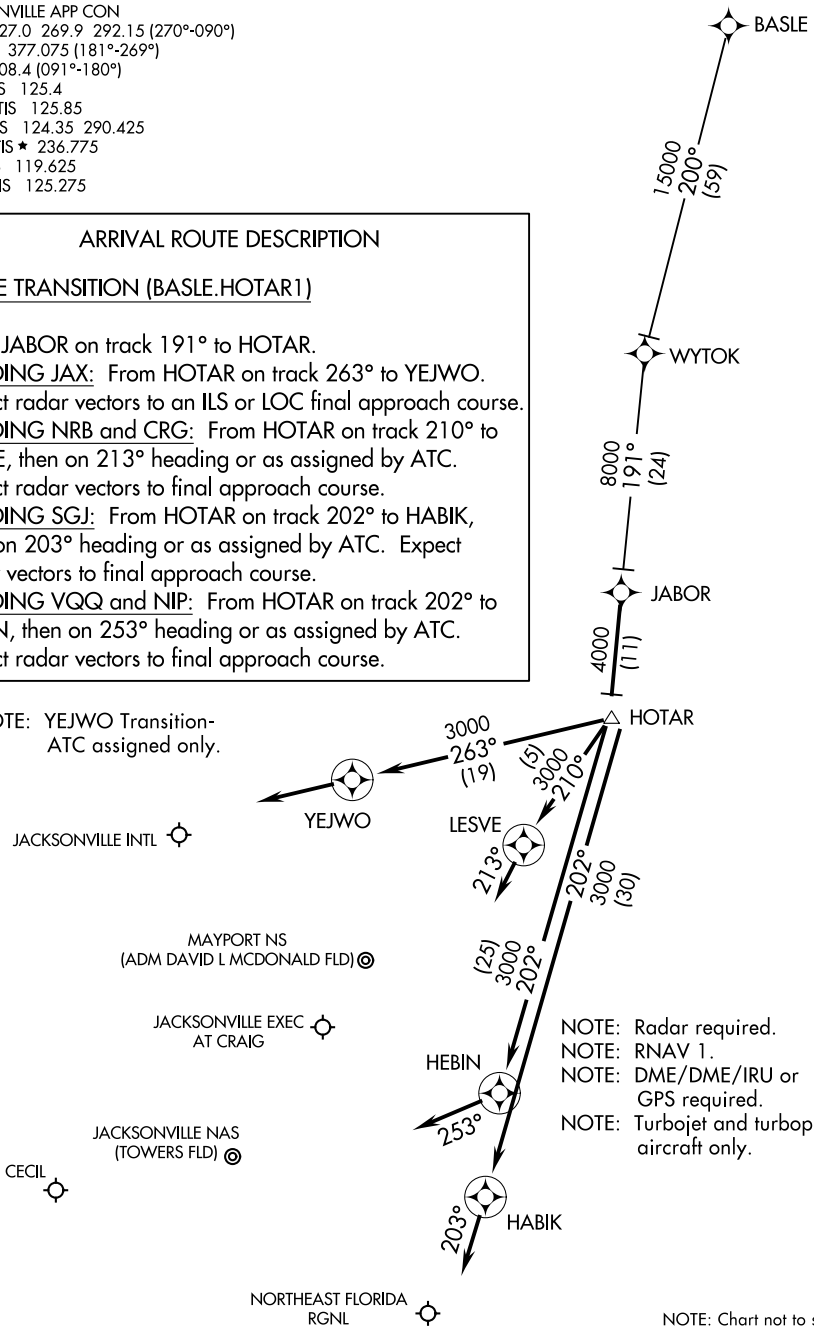 NVILLE APP CON
27.0 269.9 292.15 (270°-090°)
377.075 (181°-269°)
08.4 (091°-180°)
S 125.4
TIS 125.85
S 124.35 290.425
TIS ★ 236.775
119.625
IS 125.275
ARRIVAL ROUTE DESCRIPTION
E TRANSITION (BASLE.HOTAR1)
JABOR on track 191° to HOTAR.
DING JAX: From HOTAR on track 263° to YEJWO.
ct radar vectors to an ILS or LOC final approach course.
DING NRB and CRG: From HOTAR on track 210° to
E, then on 213° heading or as assigned by ATC.
ct radar vectors to final approach course.
DING SGJ: From HOTAR on track 202° to HABIK,
on 203° heading or as assigned by ATC. Expect
vectors to final approach course.
DING VQQ and NIP: From HOTAR on track 202° to
N, then on 253° heading or as assigned by ATC.
ct radar vectors to final approach course.
OTE: YEJWO Transition-
ATC assigned only.
BASLE
15000
200°
(59)
WYTOK
8000
191°
(24)
JABOR
4000
(11)
HOTAR
3000
263°
(19)
YEJWO
(5)
3000
210°
LESVE
213°
202°
3000
(30)
(25)
3000
202°
JACKSONVILLE INTL
MAYPORT NS
(ADM DAVID L MCDONALD FLD)
JACKSONVILLE EXEC
AT CRAIG
HEBIN
253°
JACKSONVILLE NAS
(TOWERS FLD)
CECIL
HABIK
203°
NORTHEAST FLORIDA
RGNL
NOTE: Radar required.
NOTE: RNAV 1.
NOTE: DME/DME/IRU or
GPS required.
NOTE: Turbojet and turbop
aircraft only.
NOTE: Chart not to s